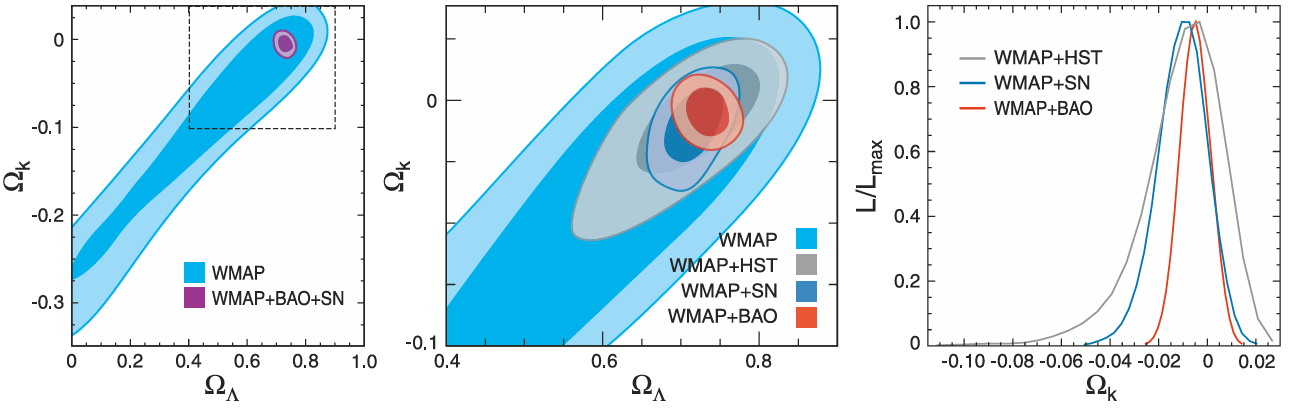 0
-0.1
-0.2
-0.3
Ωk
WMAP
WMAP+BAO+SN
0 0.2 0.4 0.6 0.8 1.0
ΩΛ
0
-0.1
Ωk
WMAP
WMAP+HST
WMAP+SN
WMAP+BAO
0.4 0.6 0.8
ΩΛ
1.0
0.8
0.6
0.4
0.2
0.0
L/Lmax
WMAP+HST
WMAP+SN
WMAP+BAO
-0.10 -0.08 -0.06 -0.04 -0.02 0 0.02
Ωk